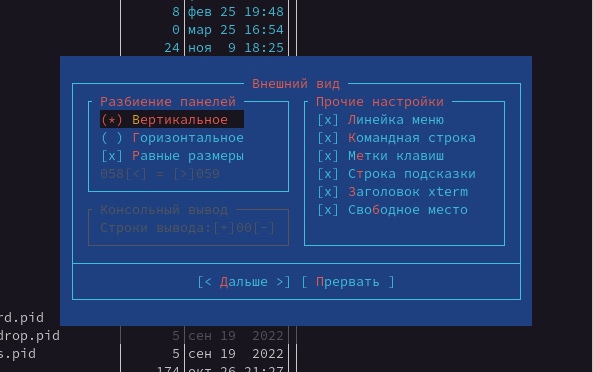 8 фев 25 19:48
0 мар 25 16:54
24 ноя  9 18:25
Внешний вид
Разбиение панелей
Прочие настройки
(*) Вертикальное
[x] Линейка меню
( ) Горизонтальное
[x] Командная строка
[x] Равные размеры
[x] Метки клавиш
058[<] = [>]059
[x] Строка подсказки
[x] Заголовок xterm
Консольный вывод
[x] Свободное место
Строки вывода:[+]00[-]
[< Дальше >] [ Прервать ]
rd.pid
drop.pid 5 сен 19  2022
s.pid 5 сен 19  2022
174 окт 26 21:27